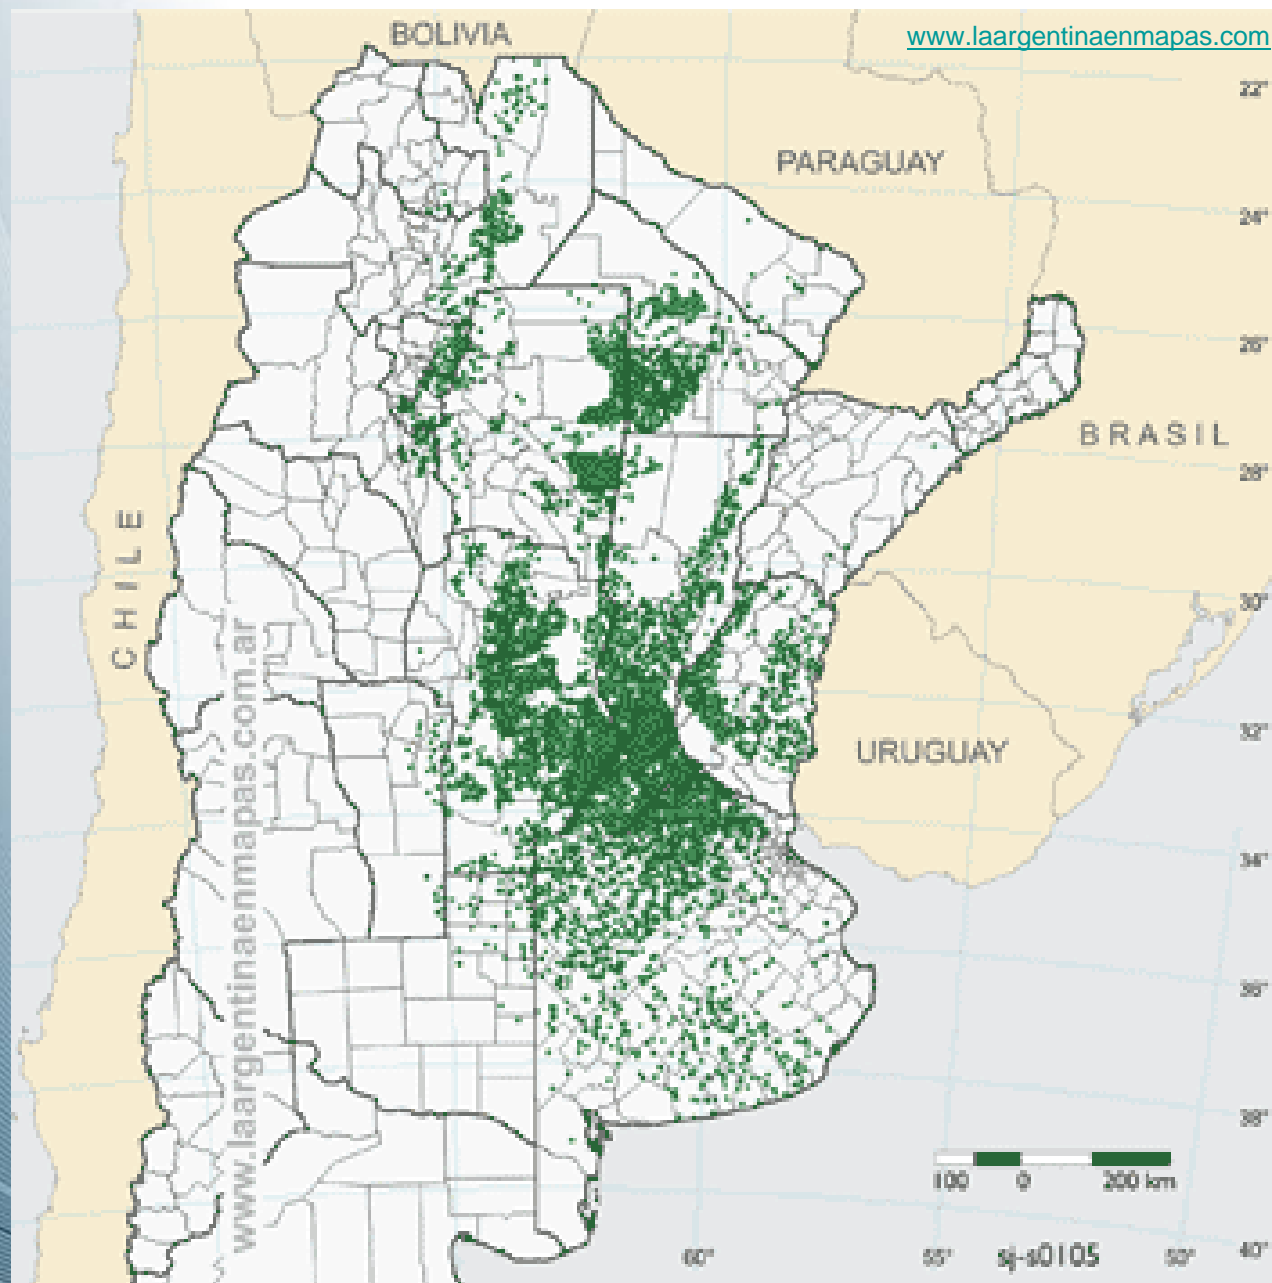 www.laargentinaenmapas.com
BOLIVIA
22°
PARAGUAY
24°
26°
BRASIL
28°
CHILE
30°
www.laargentinaenmapas.com.ar
32°
URUGUAY
34°
36°
38°
100 0 200 km
60° 55° sj-s0105 50° 40°